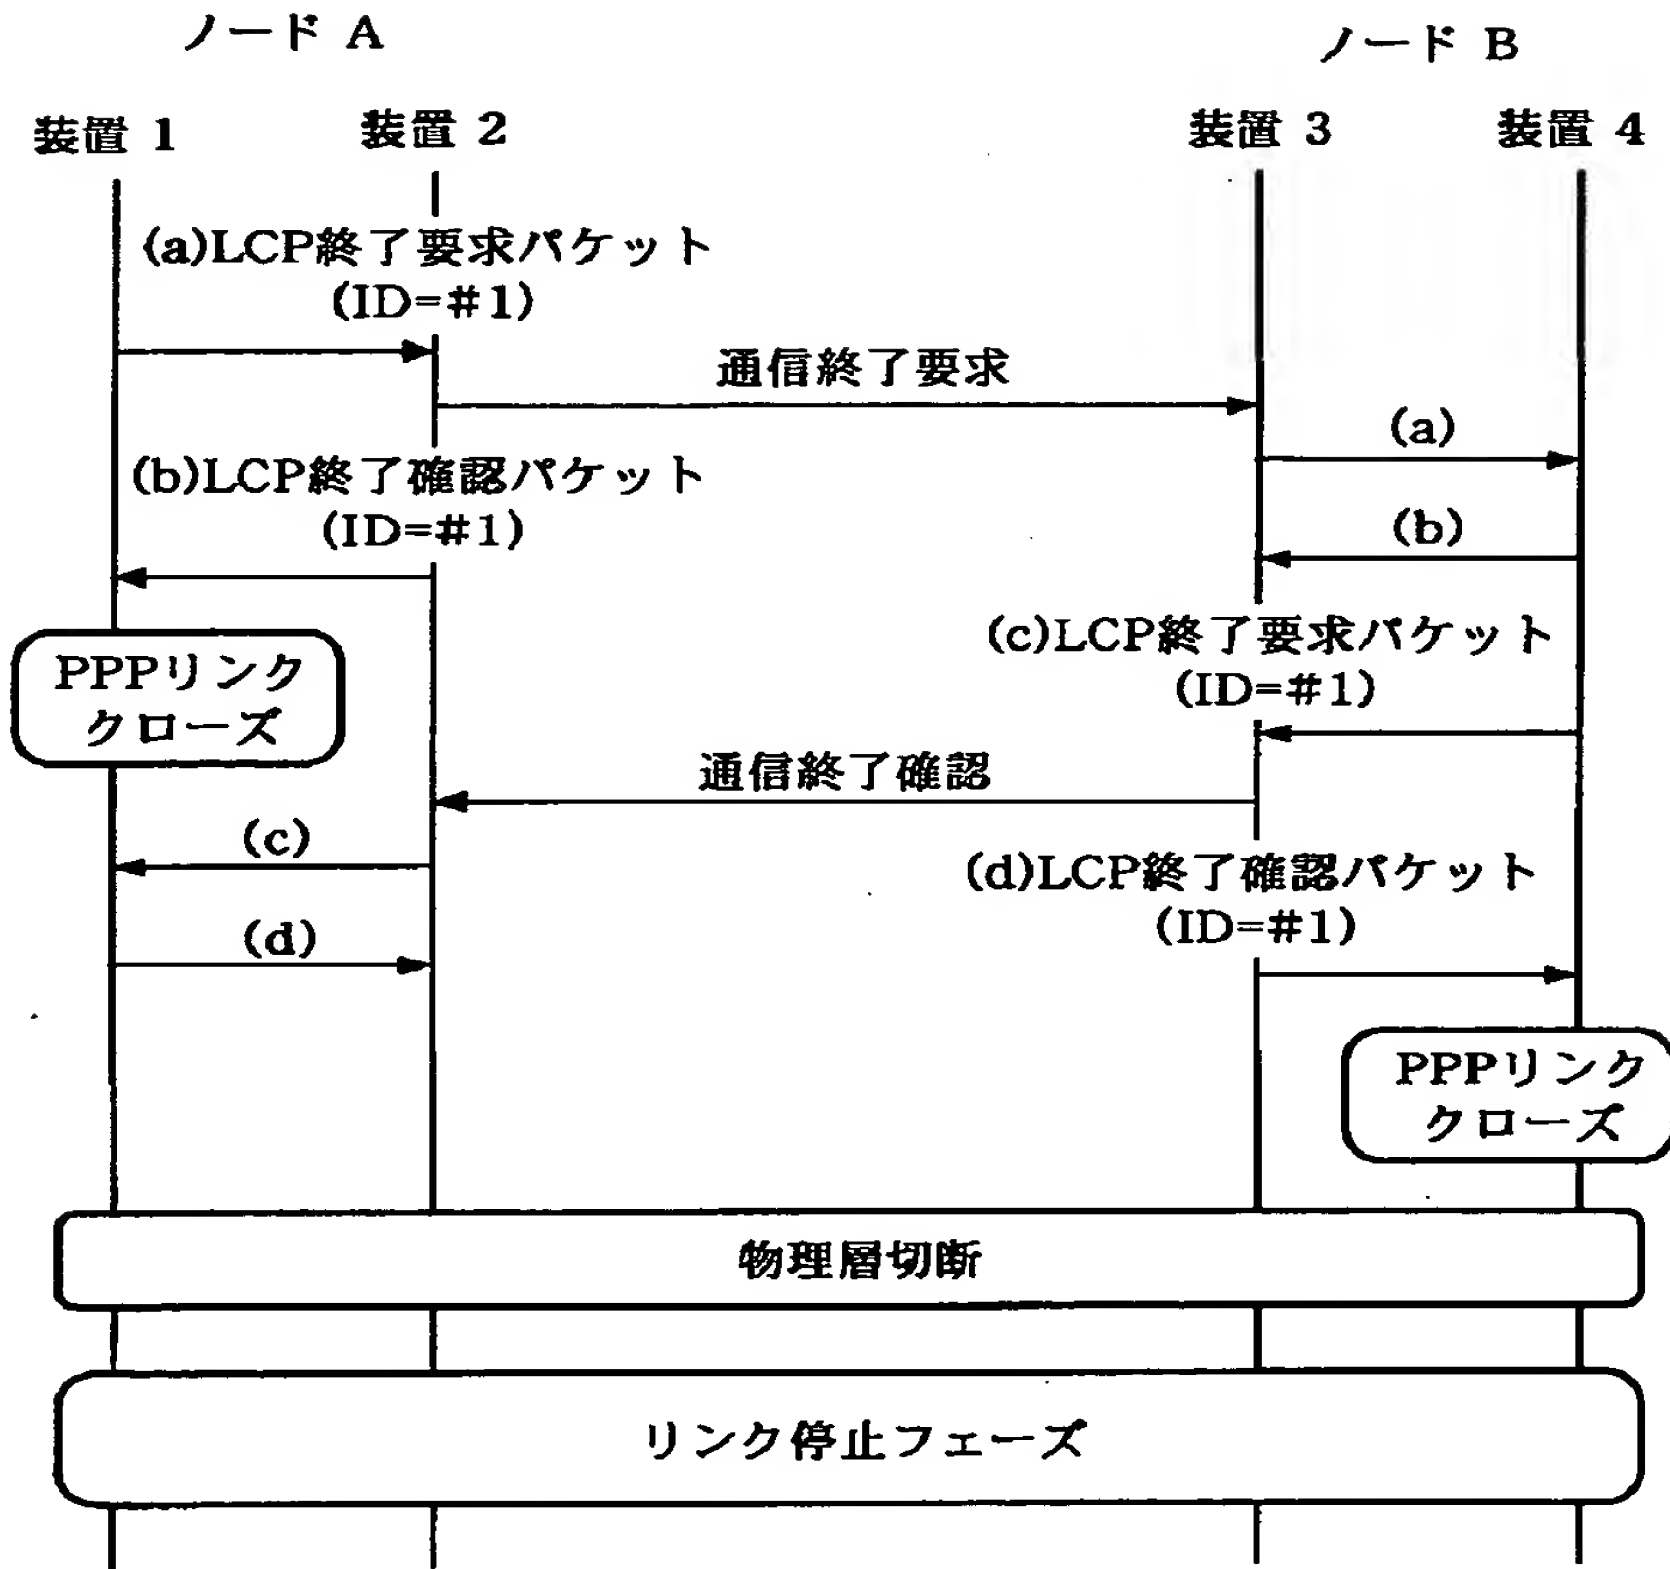 ノード A
ノード B
装置 1
装置 2
装置 3
装置 4
(a)LCP終了要求パケット
(ID=#1)
通信終了要求
(a)
(b)LCP終了確認パケット
(ID=#1)
(b)
(c)LCP終了要求パケット
(ID=#1)
PPPリンク
クローズ
通信終了確認
(c)
(d)LCP終了確認パケット
(ID=#1)
(d)
PPPリンク
クローズ
物理層切断
リンク停止フェーズ